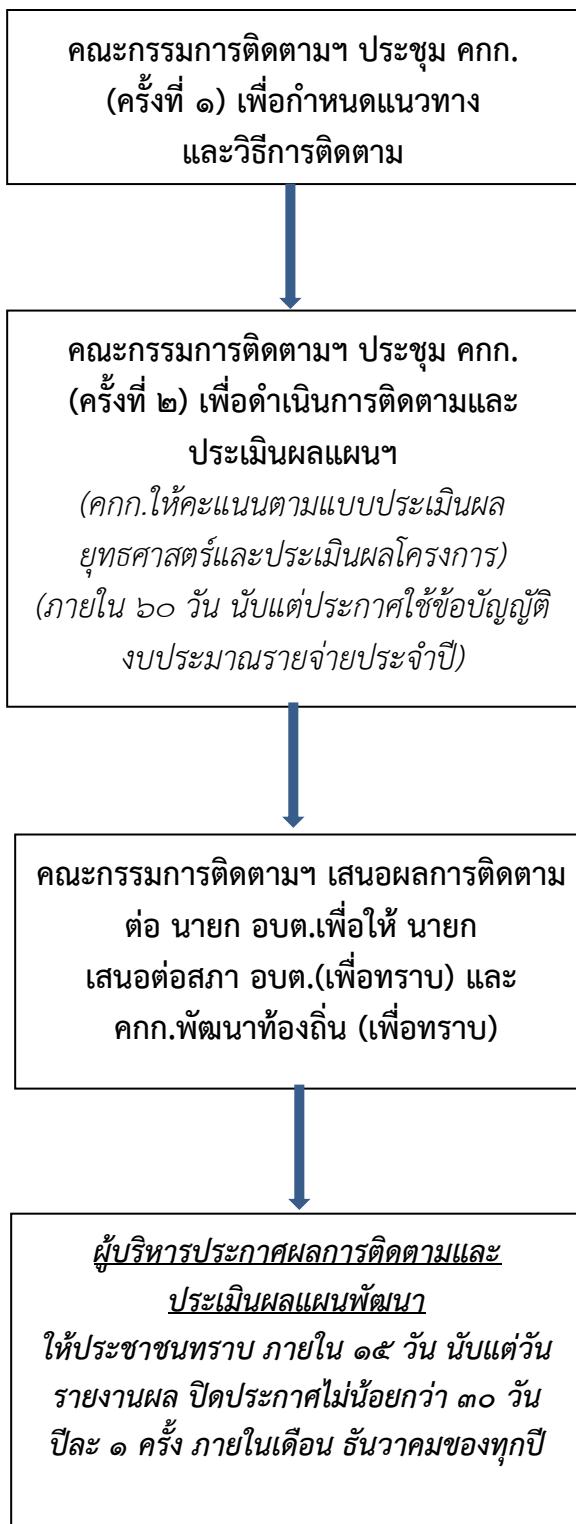 คณะกรรมการติดตามฯ ประชุม คกก.
(ครั้งที่ ๑) เพื่อกำหนดแนวทาง
และวิธีการติดตาม
คณะกรรมการติดตามฯ ประชุม คกก.
(ครั้งที่ ๒) เพื่อดำเนินการติดตามและ
ประเมินผลแผนฯ
(คกก.ให้คะแนนตามแบบประเมินผล
ยุทธศาสตร์และประเมินผลโครงการ)
(ภายใน ๖๐ วัน นับแต่ประกาศใช้ข้อบัญญัติ
งบประมาณรายจ่ายประจำปี)
คณะกรรมการติดตามฯ เสนอผลการติดตาม
ต่อ นายก อบต.เพื่อให้ นายก
เสนอต่อสภา อบต.(เพื่อทราบ) และ
คกก.พัฒนาท้องถิ่น (เพื่อทราบ)
ผู้บริหารประกาศผลการติดตามและ
ประเมินผลแผนพัฒนา
ให้ประชาชนทราบ ภายใน ๑๕ วัน นับแต่วัน
รายงานผล ปิดประกาศไม่น้อยกว่า ๓๐ วัน
ปีละ ๑ ครั้ง ภายในเดือน ธันวาคมของทุกปี